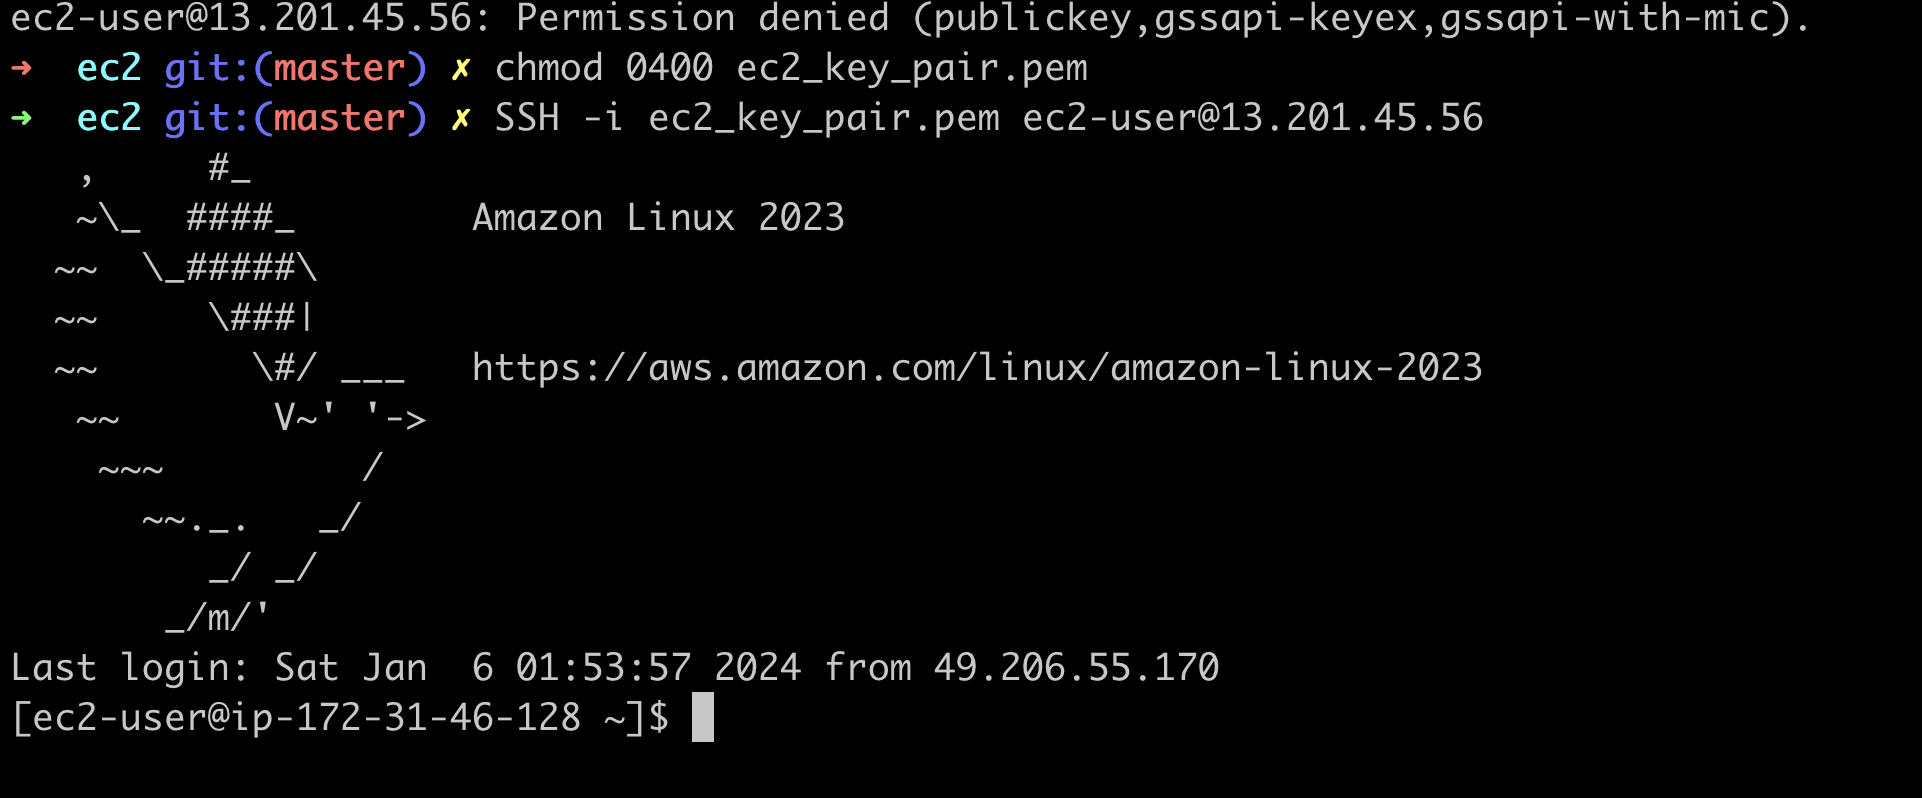 ec2-user@13.201.45.56: Permission denied (publickey,gssapi-keyex,gssapi-with-mic).
➜  ec2 git:(master) ✗ chmod 0400 ec2_key_pair.pem
➜  ec2 git:(master) ✗ SSH -i ec2_key_pair.pem ec2-user@13.201.45.56
   ,     #_
   ~\_  ####_        Amazon Linux 2023
  ~~  \_#####\
  ~~     \###|
  ~~       \#/ ___   https://aws.amazon.com/linux/amazon-linux-2023
   ~~       V~' '->
    ~~~         /
      ~~._.   _/
         _/ _/
       _/m/'
Last login: Sat Jan  6 01:53:57 2024 from 49.206.55.170
[ec2-user@ip-172-31-46-128 ~]$